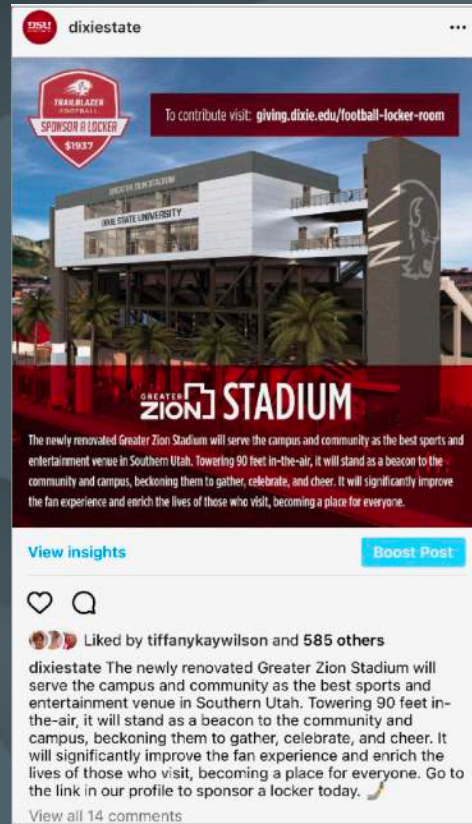 DSU
dixiestate
TRAILBLAZER
FOOTBALL
SPONSOR A LOCKER
$1937
To contribute visit: giving.dixie.edu/football-locker-room
GREATER ZION STADIUM
DIXIE STATE UNIVERSITY
GREATER
ZION STADIUM
The newly renovated Greater Zion Stadium will serve the campus and community as the best sports and
entertainment venue in Southern Utah. Towering 90 feet in-the-air, it will stand as a beacon to the
community and campus, beckoning them to gather, celebrate, and cheer. It will significantly improve
the fan experience and enrich the lives of those who visit, becoming a place for everyone.
View insights
Boost Post
Liked by tiffanykaywilson and 585 others
dixiestate The newly renovated Greater Zion Stadium will
serve the campus and community as the best sports and
entertainment venue in Southern Utah. Towering 90 feet in-
the-air, it will stand as a beacon to the community and
campus, beckoning them to gather, celebrate, and cheer. It
will significantly improve the fan experience and enrich the
lives of those who visit, becoming a place for everyone. Go to
the link in our profile to sponsor a locker today. 🤳
View all 14 comments